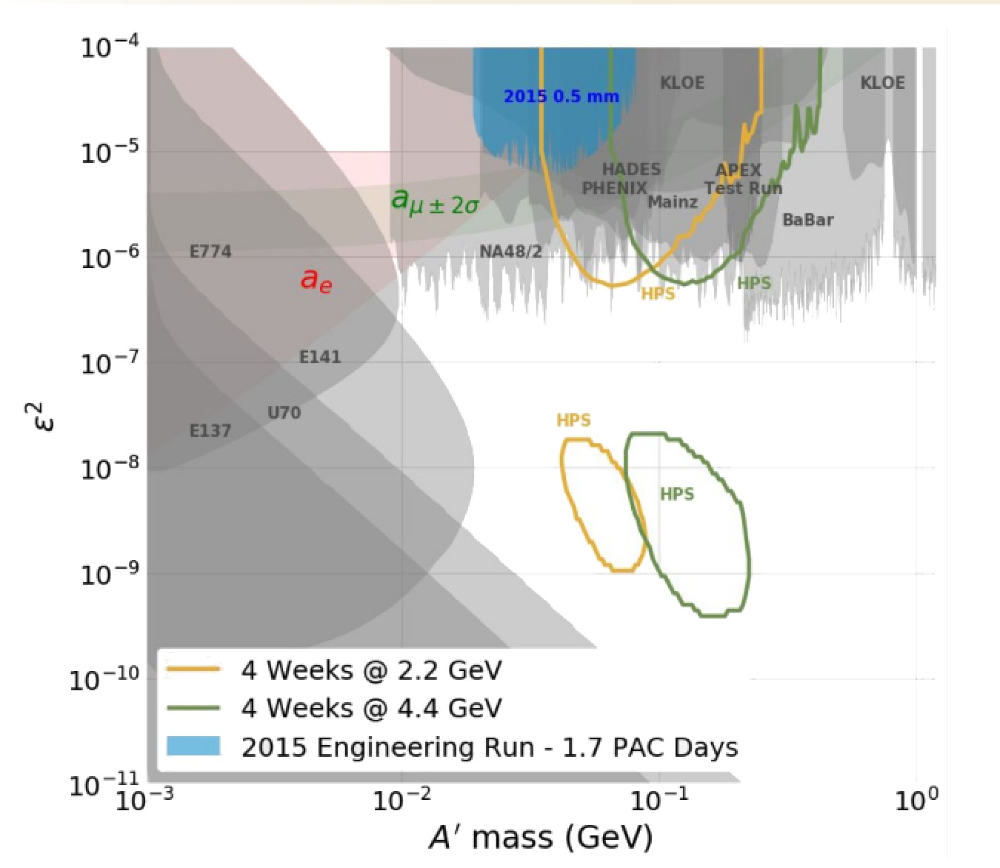 10⁻⁴
10⁻⁵
10⁻⁶
10⁻⁷
10⁻⁸
10⁻⁹
10⁻¹⁰
10⁻¹¹
ε²
2015 0.5 mm
KLOE
KLOE
HADES
PHENIX
APEX
Test Run
Mainz
BaBar
a_μ ± 2σ
E774
NA48/2
a_e
HPS
HPS
E141
U70
E137
HPS
HPS
4 Weeks @ 2.2 GeV
4 Weeks @ 4.4 GeV
2015 Engineering Run - 1.7 PAC Days
10⁻³ 10⁻² 10⁻¹ 10⁰
A′ mass (GeV)